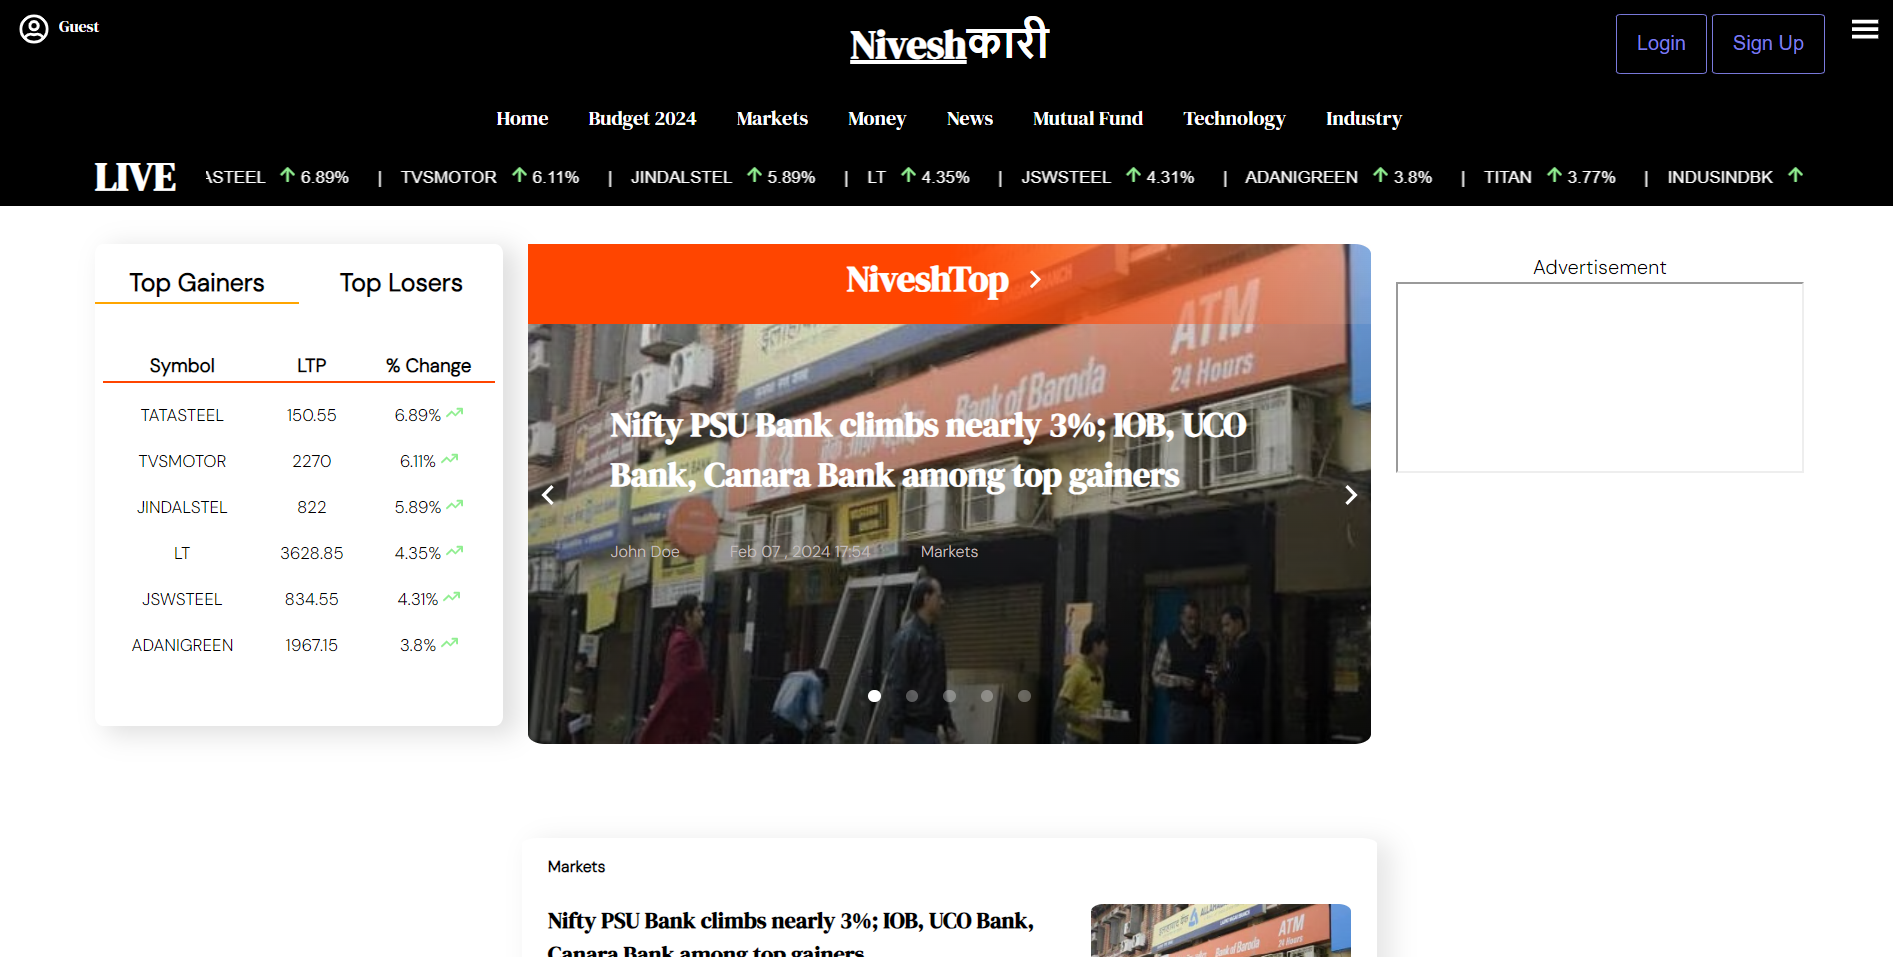 Guest
Niveshकारी
Login
Sign Up
Home Budget 2024 Markets Money News Mutual Fund Technology Industry
LIVE ASTEEL 6.89% | TVSMOTOR 6.11% | JINDALSTEL 5.89% | LT 4.35% | JSWSTEEL 4.31% | ADANIGREEN 3.8% | TITAN 3.77% | INDUSINDBK
Top Gainers Top Losers
Symbol LTP % Change
TATASTEEL 150.55 6.89%
TVSMOTOR 2270 6.11%
JINDALSTEL 822 5.89%
LT 3628.85 4.35%
JSWSTEEL 834.55 4.31%
ADANIGREEN 1967.15 3.8%
NiveshTop
ATM
24 Hours
Bank of Baroda
Nifty PSU Bank climbs nearly 3%; IOB, UCO
Bank, Canara Bank among top gainers
John Doe Feb 07 , 2024 17:54 Markets
Advertisement
Markets
Nifty PSU Bank climbs nearly 3%; IOB, UCO Bank,
Canara Bank among top gainers
ATM
24 Hours
Bank of Baroda